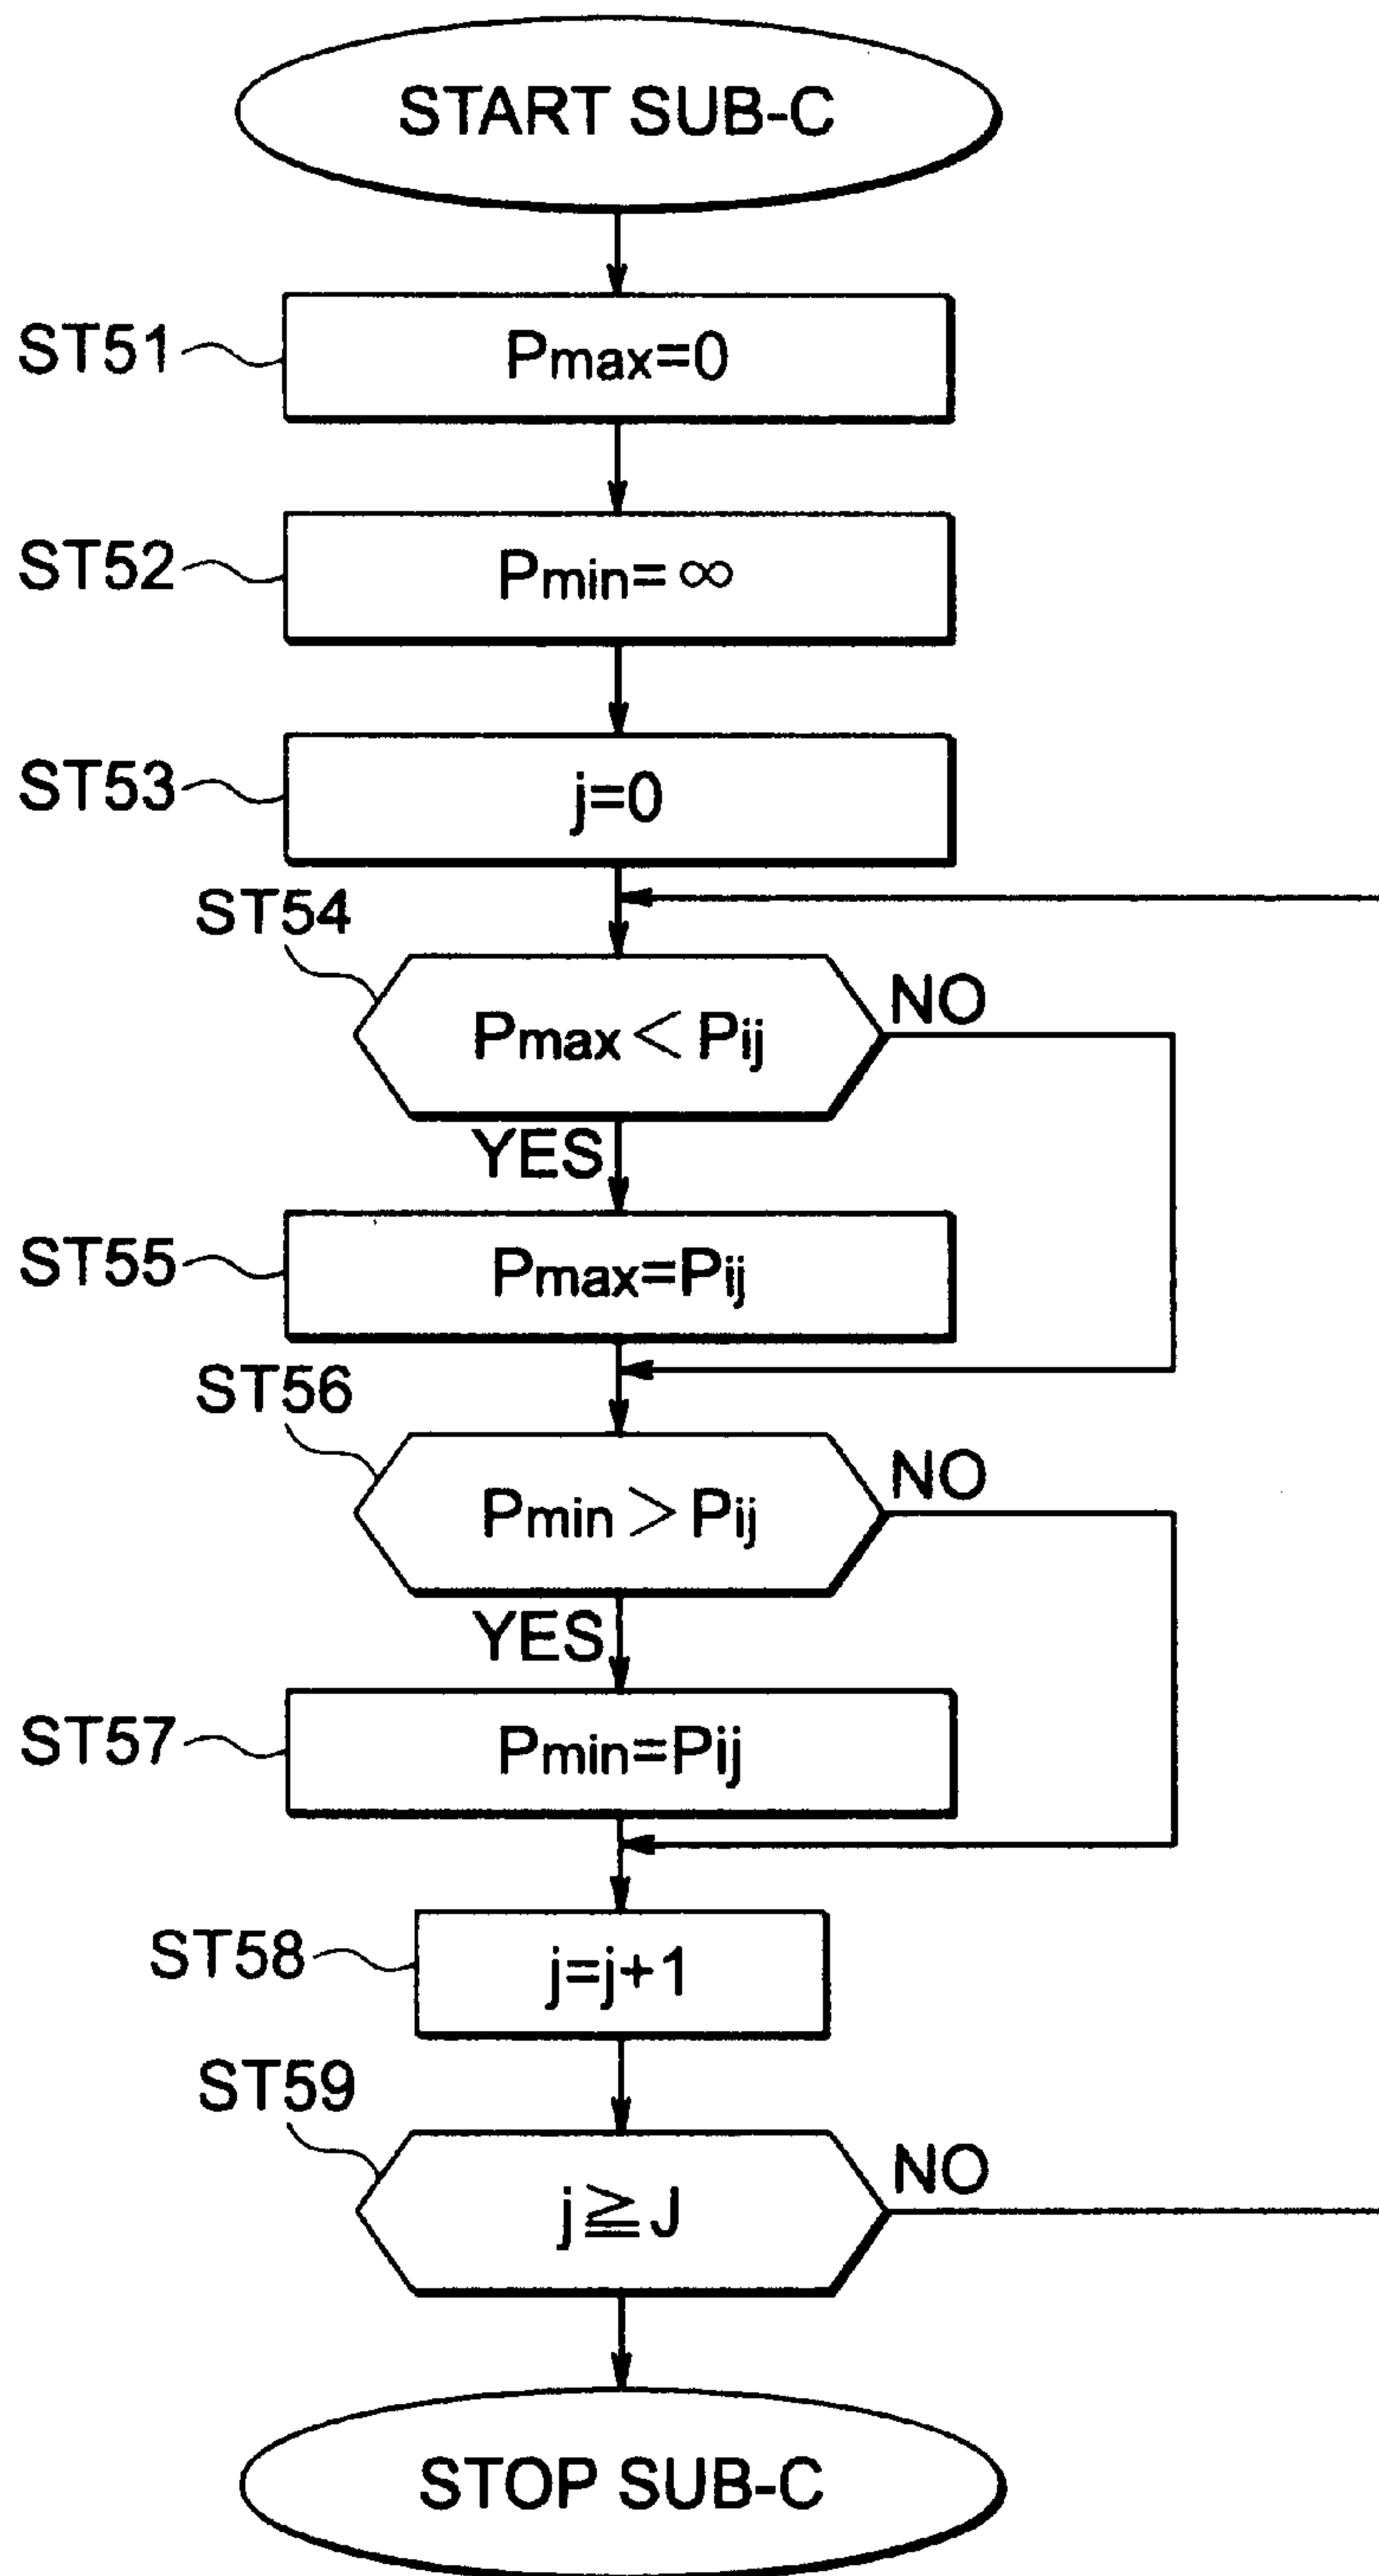 START SUB-C
ST51
Pmax=0
ST52
Pmin=∞
ST53
j=0
ST54
Pmax<Pij
NO
YES
ST55
Pmax=Pij
ST56
Pmin>Pij
NO
YES
ST57
Pmin=Pij
ST58
j=j+1
ST59
j≧J
NO
STOP SUB-C